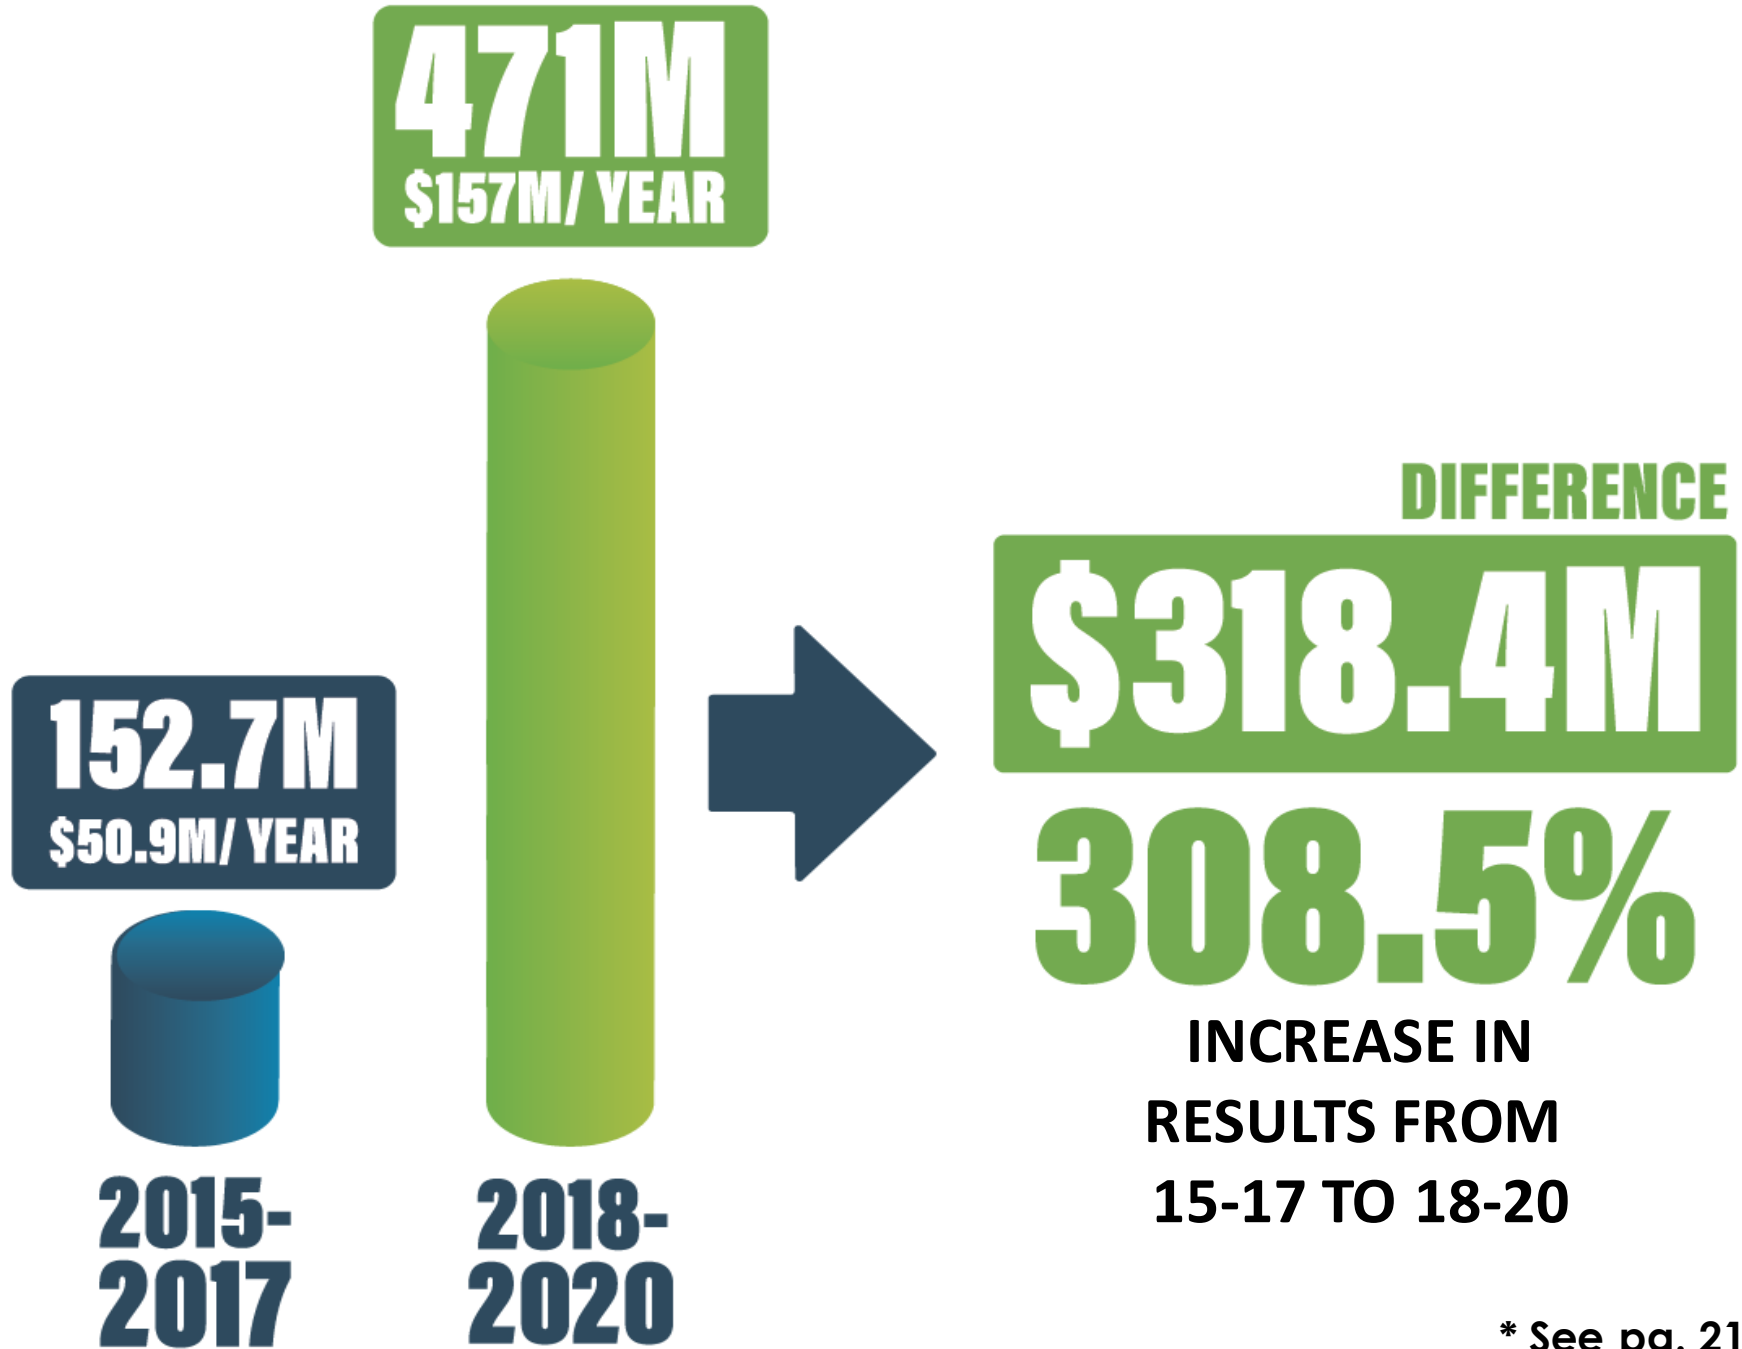 471M
$157M/ YEAR
152.7M
$50.9M/ YEAR
2015-
2017
2018-
2020
DIFFERENCE
$318.4M
308.5%
INCREASE IN
RESULTS FROM
15-17 TO 18-20
* See pg. 21